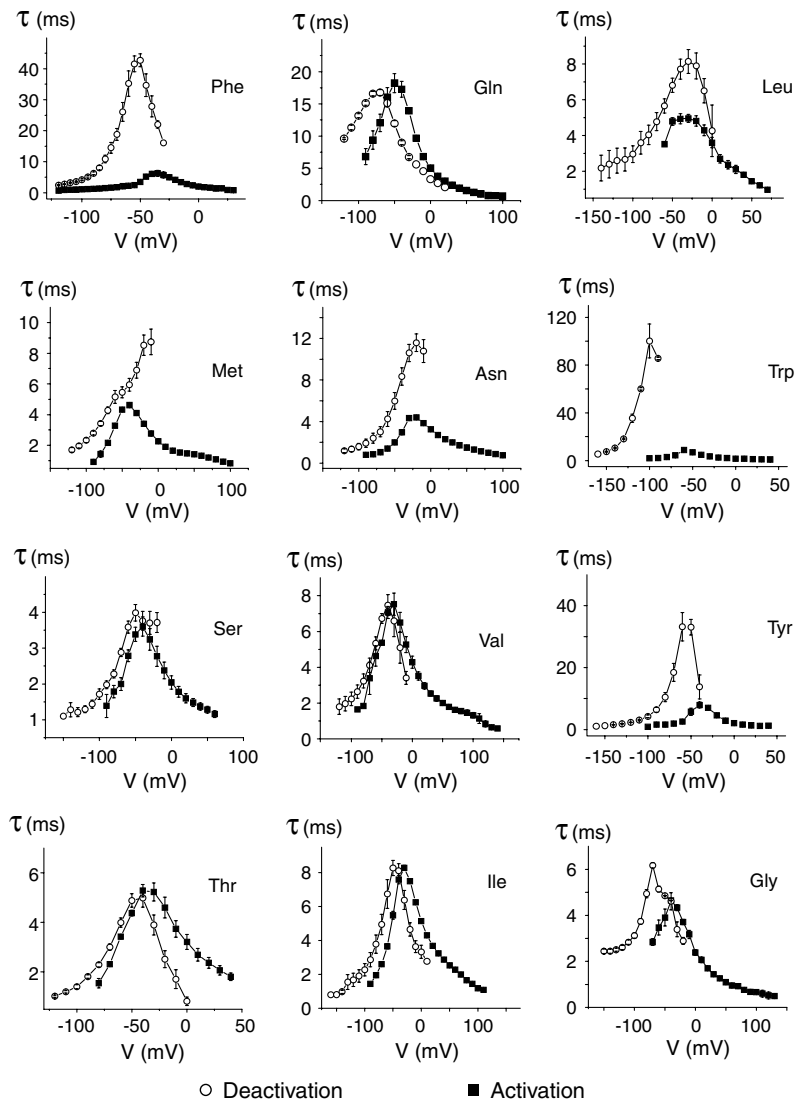 τ (ms) τ (ms) τ (ms)
Phe Gln Leu
40 30 20 10 0
20 15 10 5 0
8 6 4 2
-100 -50 0
-100 -50 0 50 100
-150 -100 -50 0 50
V (mV) V (mV) V (mV)
τ (ms) τ (ms) τ (ms)
Met Asn Trp
10 8 6 4 2
12 8 4 0
120 80 40 0
-100 0 100
-100 0 100
-150 -100 -50 0 50
V (mV) V (mV) V (mV)
τ (ms) τ (ms) τ (ms)
Ser Val Tyr
5 4 3 2 1
8 6 4 2 0
40 20 0
-100 0 100
-100 0 100
-150 -100 -50 0 50
V (mV) V (mV) V (mV)
τ (ms) τ (ms) τ (ms)
Thr Ile Gly
6 4 2
8 6 4 2 0
6 4 2 0
-100 -50 0 50
-100 0 100
-100 0 100
V (mV) V (mV) V (mV)
Deactivation Activation